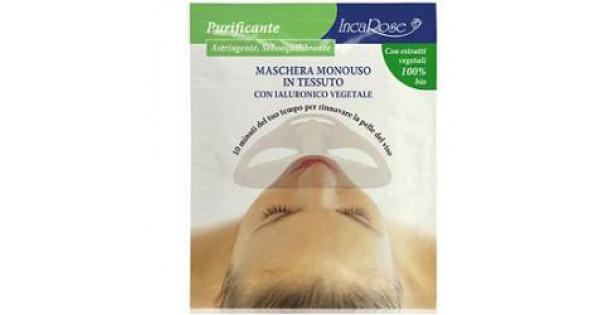 Purificante
Astringente, Seboequilibrante
IncaRose
Con estratti
vegetali
100%
bio
MASCHERA MONOUSO
IN TESSUTO
CON IALURONICO VEGETALE
10 minuti del tuo tempo per rinnovare la pelle del viso